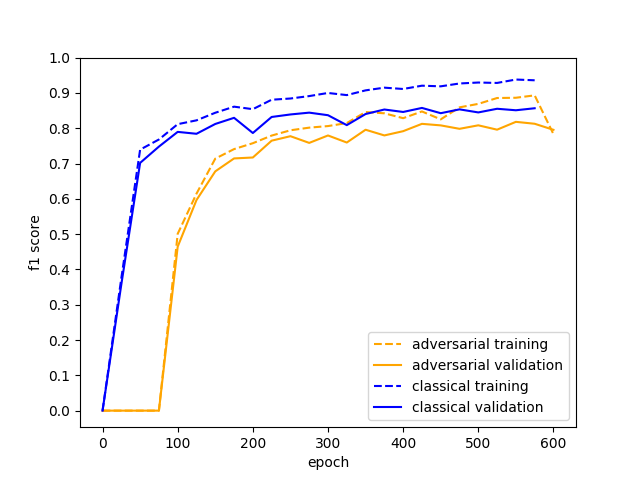 1.0
0.9
0.8
0.7
0.6
0.5
0.4
0.3
0.2
0.1
0.0
f1 score
adversarial training
adversarial validation
classical training
classical validation
0 100 200 300 400 500 600
epoch